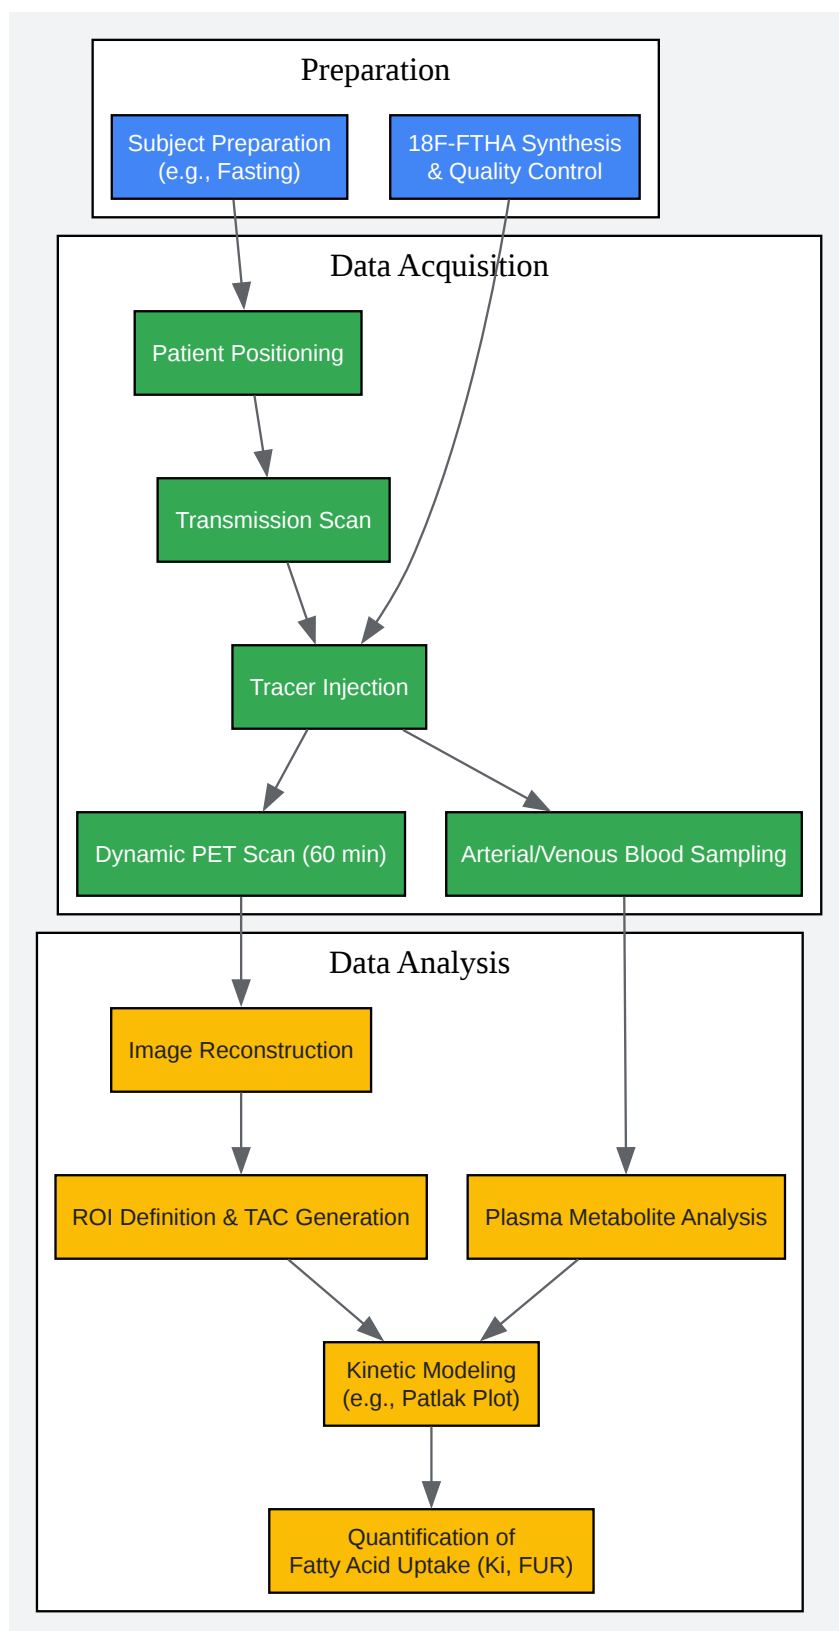 Preparation
Subject Preparation
(e.g., Fasting)
18F-FTHA Synthesis
& Quality Control
Data Acquisition
Patient Positioning
Transmission Scan
Tracer Injection
Dynamic PET Scan (60 min)
Arterial/Venous Blood Sampling
Data Analysis
Image Reconstruction
ROI Definition & TAC Generation
Plasma Metabolite Analysis
Kinetic Modeling
(e.g., Patlak Plot)
Quantification of
Fatty Acid Uptake (Ki, FUR)